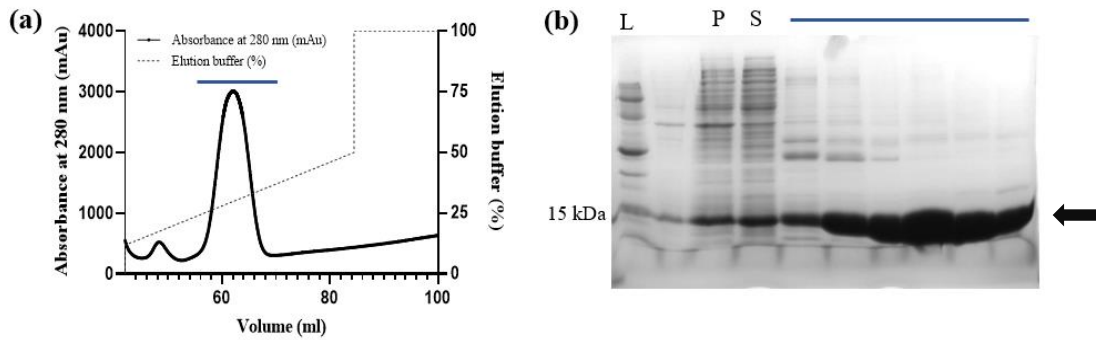 (a)
Absorbance at 280 nm (mAu)
4000
3000
2000
1000
0
Absorbance at 280 nm (mAu)
Elution buffer (%)
100
75
50
25
0
Elution buffer (%)
60
80
100
Volume (ml)
(b)
L
P
S
15 kDa